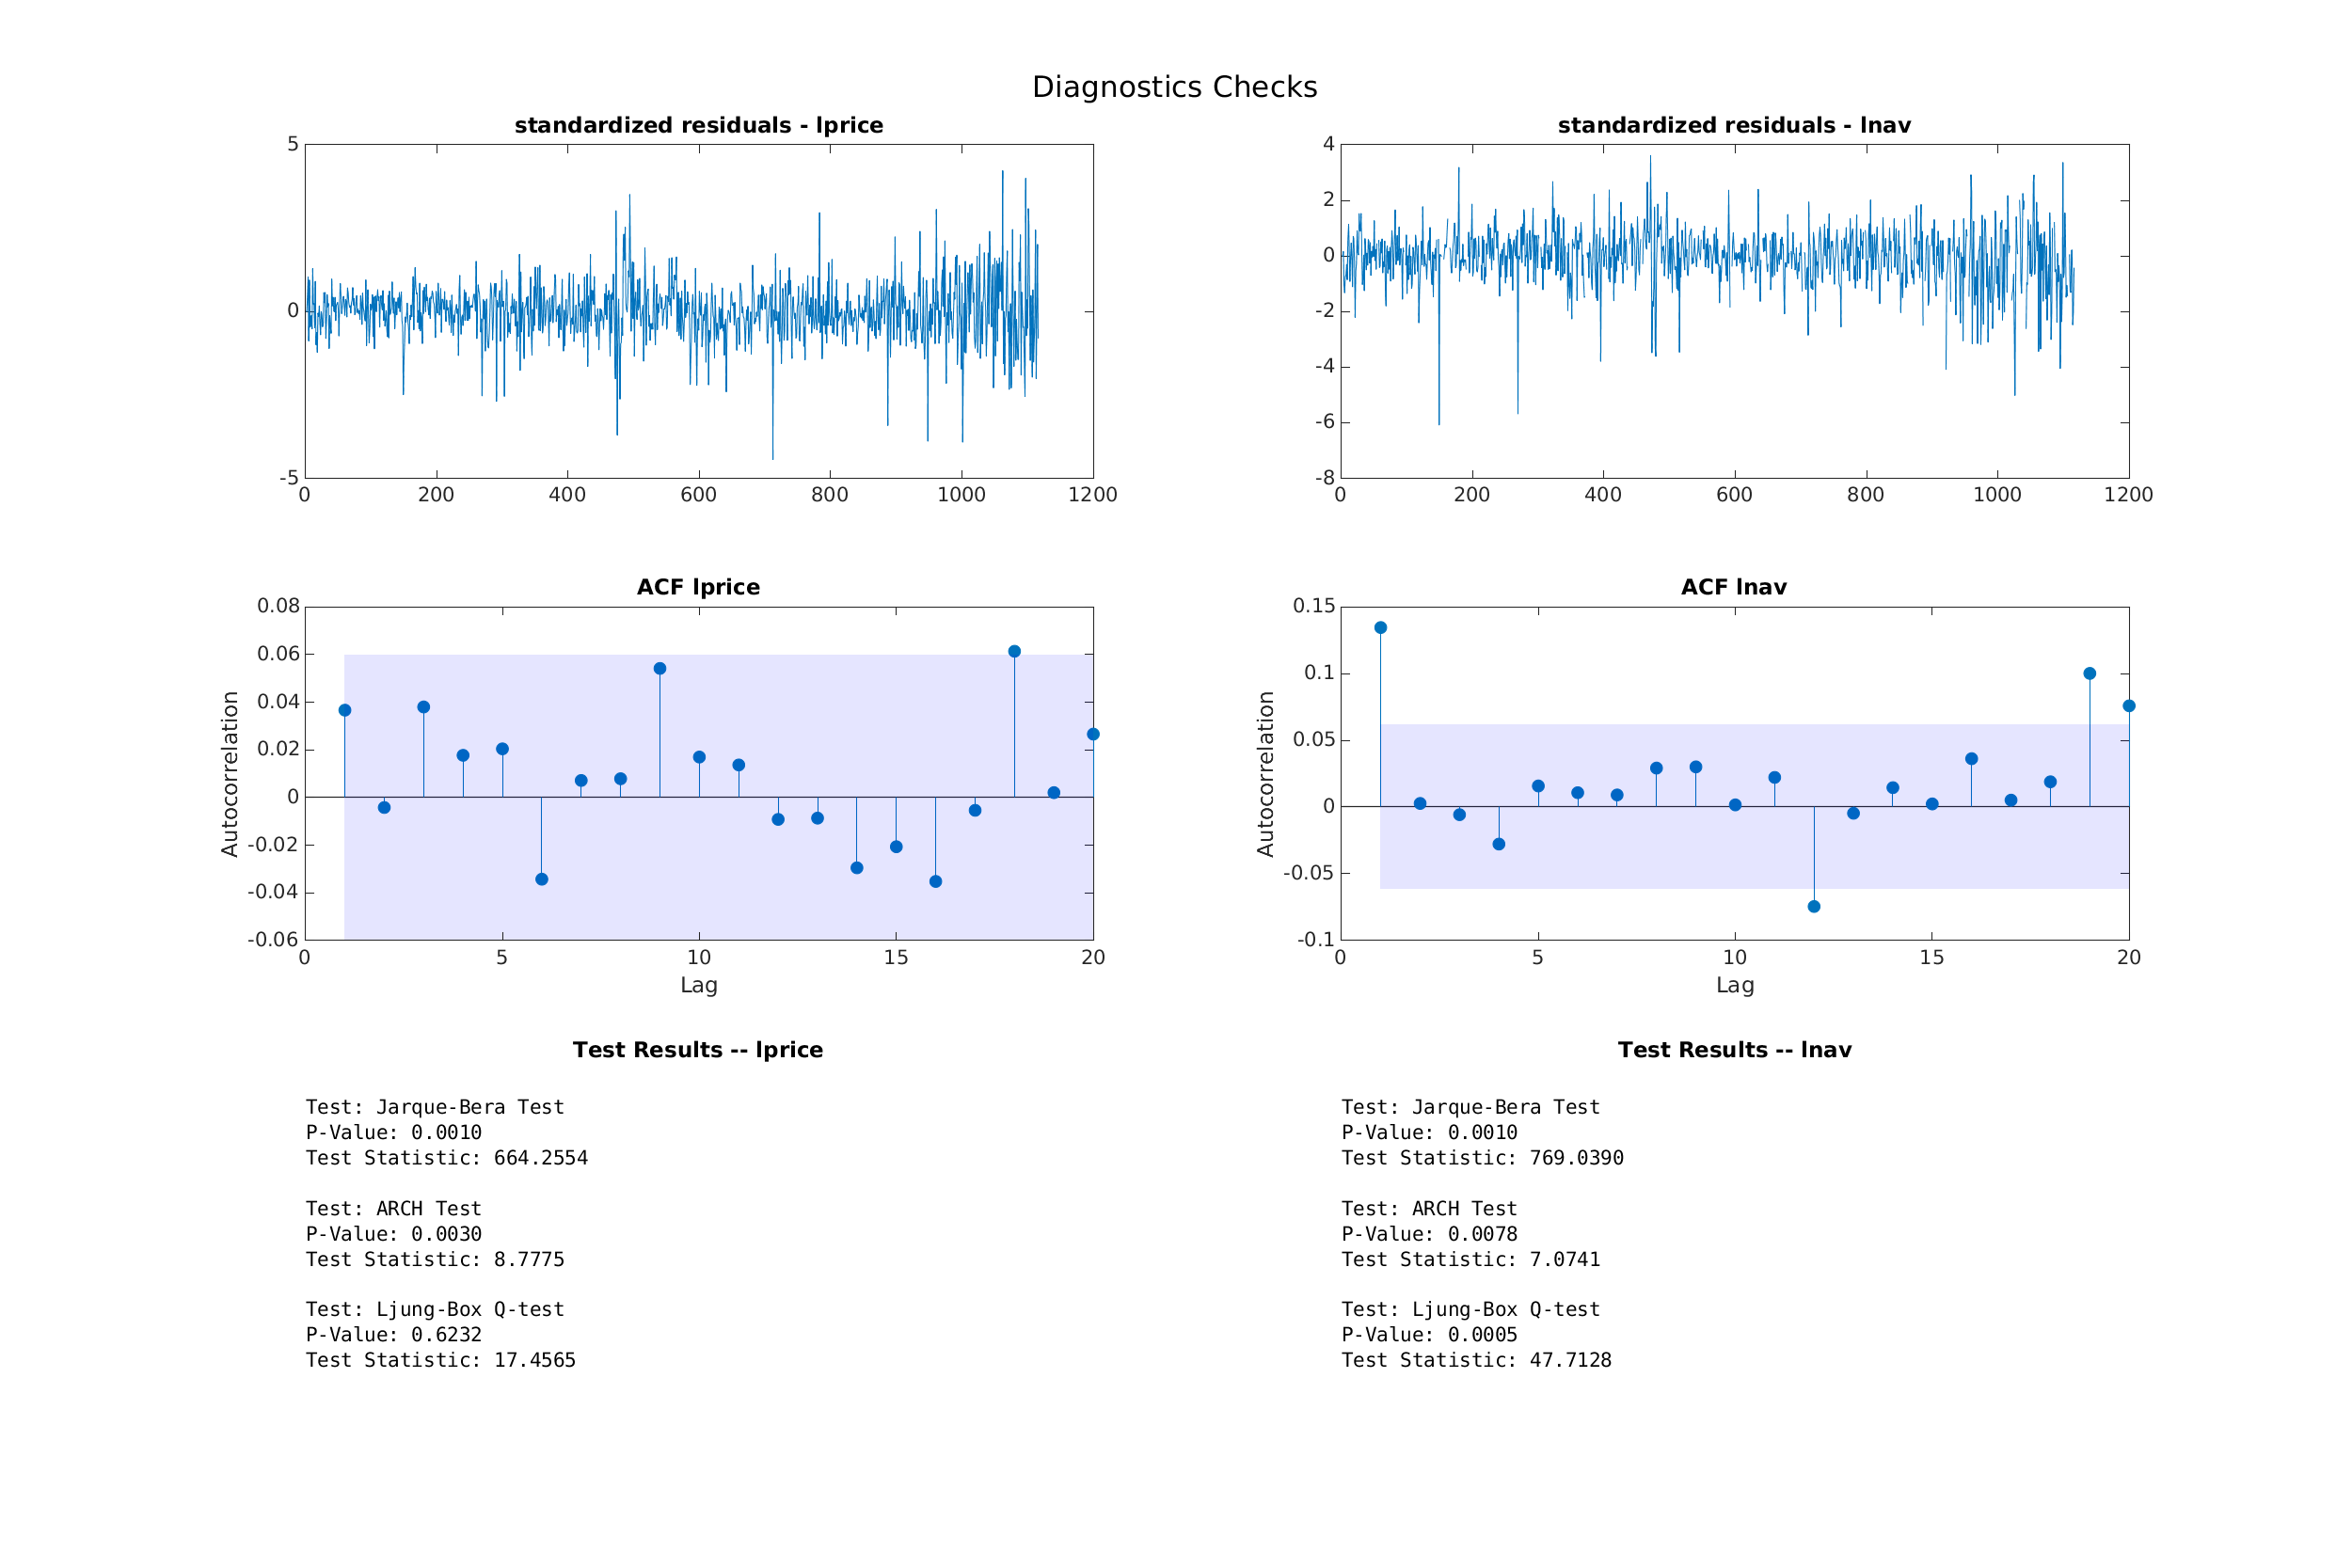 Diagnostics Checks
standardized residuals - lprice
5
0
-5
0 200 400 600 800 1000 1200
standardized residuals - lnav
4
2
0
-2
-4
-6
-8
0 200 400 600 800 1000 1200
ACF lprice
0.08
0.06
0.04
0.02
0
-0.02
-0.04
-0.06
Autocorrelation
0 5 10 15 20
Lag
ACF lnav
0.15
0.1
0.05
0
-0.05
-0.1
Autocorrelation
0 5 10 15 20
Lag
Test Results -- lprice
Test: Jarque-Bera Test
P-Value: 0.0010
Test Statistic: 664.2554
Test: ARCH Test
P-Value: 0.0030
Test Statistic: 8.7775
Test: Ljung-Box Q-test
P-Value: 0.6232
Test Statistic: 17.4565
Test Results -- lnav
Test: Jarque-Bera Test
P-Value: 0.0010
Test Statistic: 769.0390
Test: ARCH Test
P-Value: 0.0078
Test Statistic: 7.0741
Test: Ljung-Box Q-test
P-Value: 0.0005
Test Statistic: 47.7128